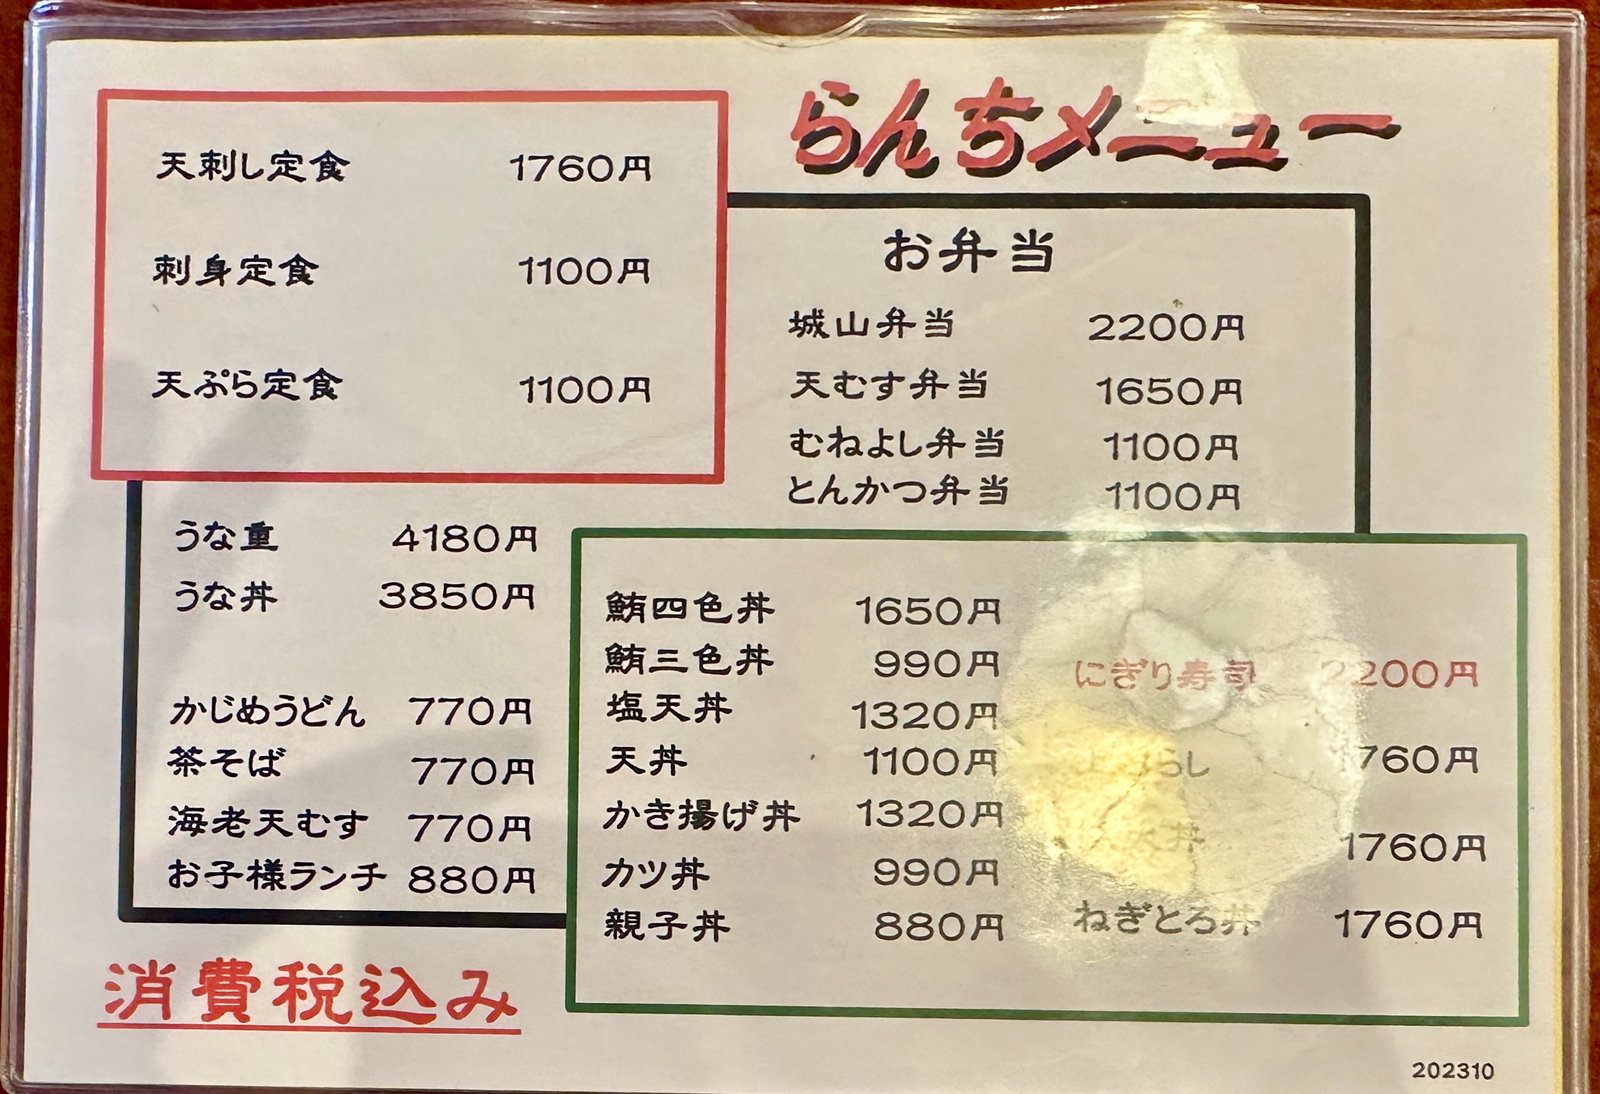 らんちメニュー
天刺し定食 1760円
刺身定食 1100円
天ぷら定食 1100円
お弁当
城山弁当 2200円
天むす弁当 1650円
むねよし弁当 1100円
とんかつ弁当 1100円
うな重 4180円
うな丼 3850円
かじめうどん 770円
茶そば 770円
海老天むす 770円
お子様ランチ 880円
鮪四色丼 1650円
鮪三色丼 990円
塩天丼 1320円
天丼 1100円
かき揚げ丼 1320円
カツ丼 990円
親子丼 880円
にぎり寿司 2200円
らし 1760円
火丼 1760円
ねぎとろ丼 1760円
消費税込み
202310